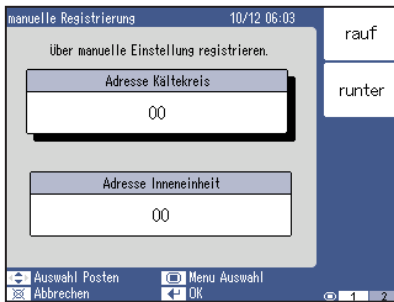 manuelle Registrierung 10/12 06:03
rauf
Über manuelle Einstellung registrieren.
Adresse Kältekreis
runter
00
Adresse Inneneinheit
00
Auswahl Posten Menu Auswahl
Abbrechen OK
1 2